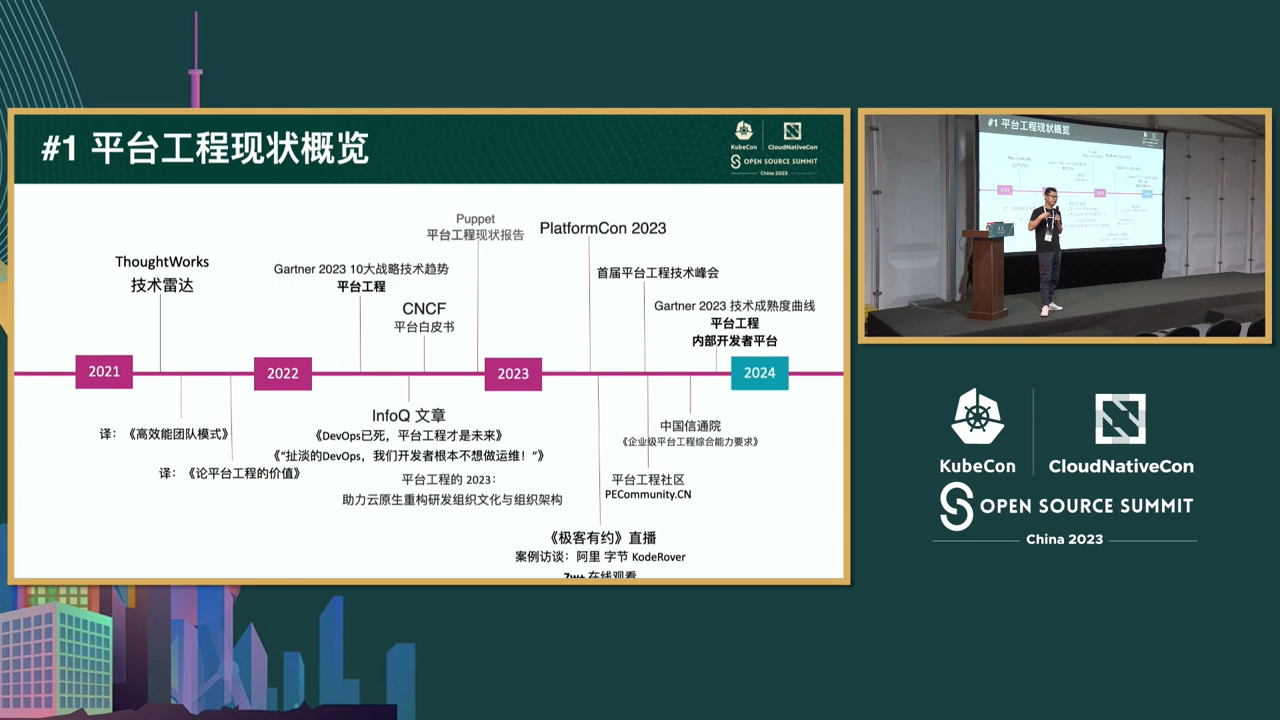 #1 平台工程现状概览
KubeCon
CloudNativeCon
OPEN SOURCE SUMMIT
China 2023
Puppet
平台工程现状报告
PlatformCon 2023
ThoughtWorks
技术雷达
Gartner 2023 10大战略技术趋势
平台工程
首届平台工程技术峰会
CNCF
平台白皮书
Gartner 2023 技术成熟度曲线
平台工程
内部开发者平台
2021
2022
2023
2024
译：《高效能团队模式》
译：《论平台工程的价值》
InfoQ 文章
《DevOps已死，平台工程才是未来》
《“扯淡的DevOps，我们开发者根本不想做运维！”》
平台工程的 2023：
助力云原生重构研发组织文化与组织架构
中国信通院
《企业级平台工程综合能力要求》
平台工程社区
PECommunity.CN
《极客有约》直播
案例访谈：阿里 字节 KodeRover
7w+ 在线观看
#1 平台工程现状概览
KubeCon
CloudNativeCon
OPEN SOURCE SUMMIT
China 2023